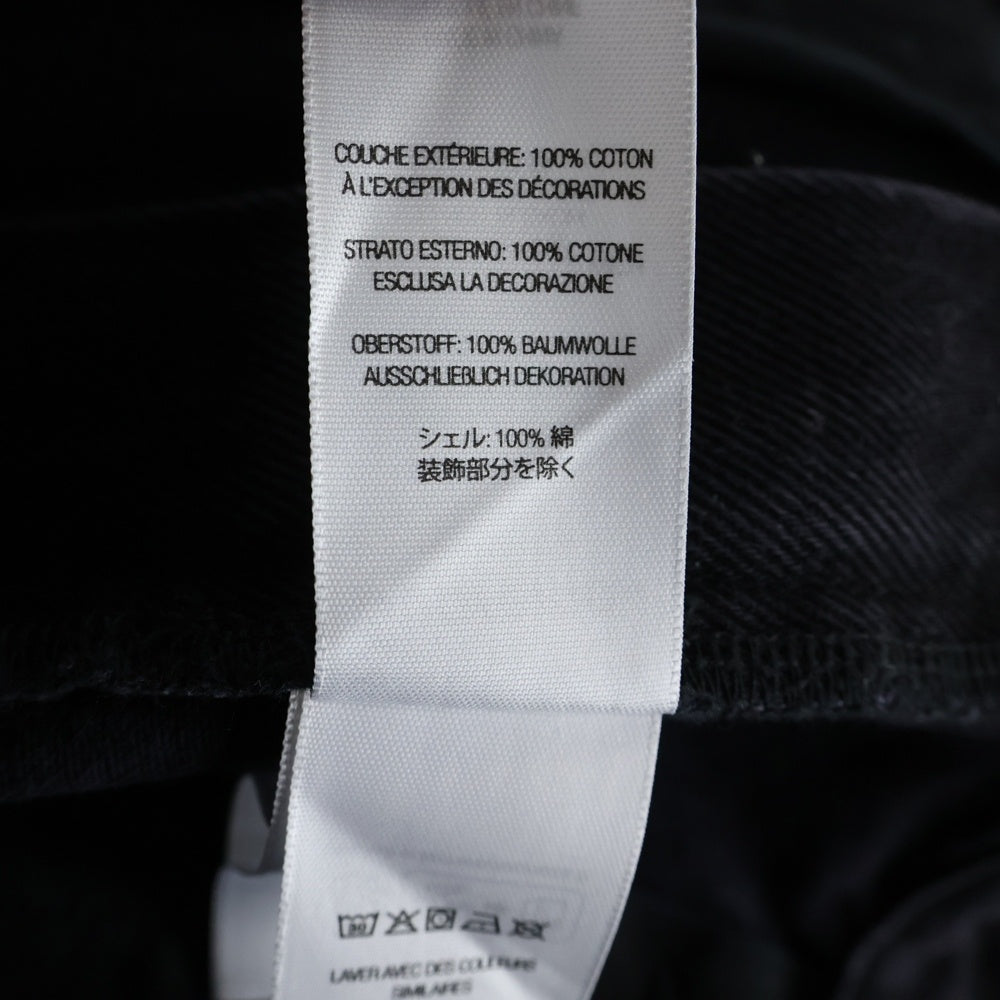 COUCHE EXTÉRIEURE: 100% COTON
À L'EXCEPTION DES DÉCORATIONS
STRATO ESTERNO: 100% COTONE
ESCLUSA LA DECORAZIONE
OBERSTOFF: 100% BAUMWOLLE
AUSSCHLIEßLICH DEKORATION
シェル: 100% 綿
装飾部分を除く
30
LAVER AVEC DES COULEURS
SIMILAIRES